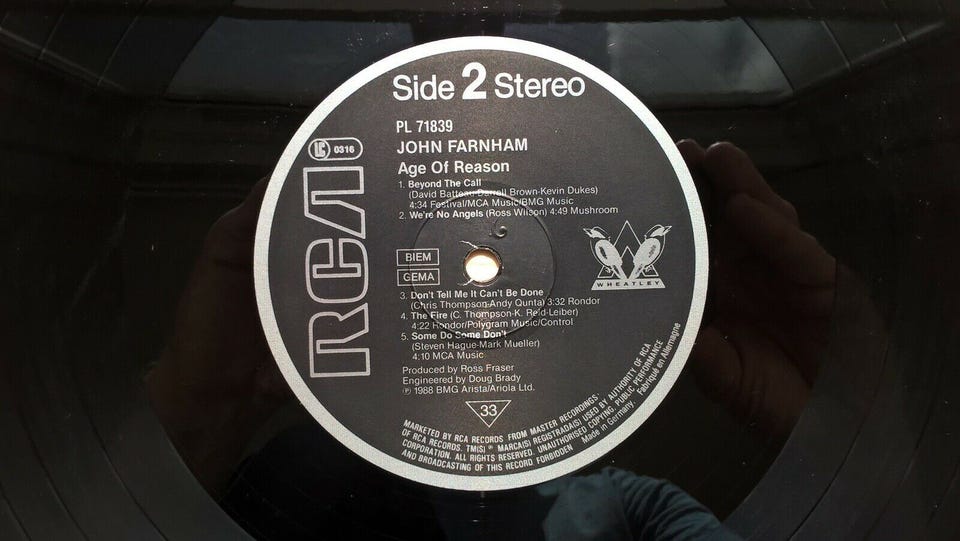 Side 2 Stereo
PL 71839
JOHN FARNHAM
Age Of Reason
LC 0316
RCA
1. Beyond The Call
(David Batteau-Darrell Brown-Kevin Dukes)
4:34 Festival/MCA Music/BMG Music
2. We're No Angels (Ross Wilson) 4:49 Mushroom
BIEM
GEMA
WHEATLEY
3. Don't Tell Me It Can't Be Done
(Chris Thompson-Andy Qunta) 3:32 Rondor
4. The Fire (C. Thompson-K. Reid-Leiber)
4:22 Rondor/Polygram Music/Control
5. Some Do Some Don't
(Steven Hague-Mark Mueller)
4:10 MCA Music
Produced by Ross Fraser
Engineered by Doug Brady
℗ 1988 BMG Arista/Ariola Ltd.
33
MARKETED BY RCA RECORDS FROM MASTER RECORDINGS·
OF RCA RECORDS. TM(S) ® MARCA(S) REGISTRADA(S) USED BY AUTHORITY OF RCA
CORPORATION. ALL RIGHTS RESERVED. UNAUTHORISED COPYING, PUBLIC PERFORMANCE
AND BROADCASTING OF THIS RECORD FORBIDDEN
Made in Germany. Fabriqué en Allemagne